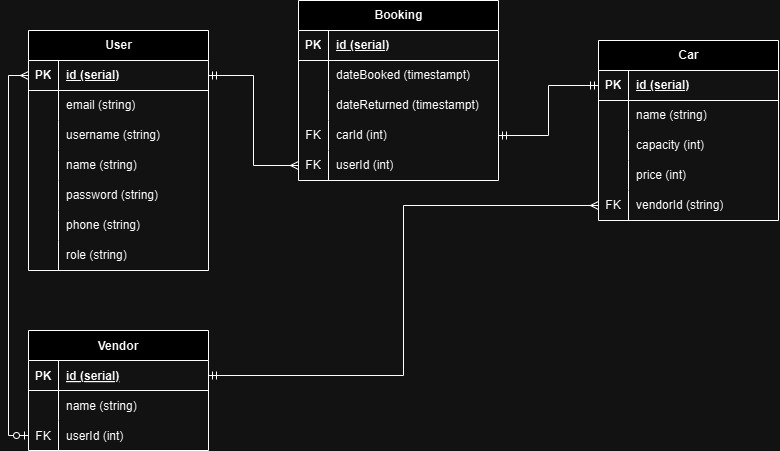 User
PK id (serial)
email (string)
username (string)
name (string)
password (string)
phone (string)
role (string)
Booking
PK id (serial)
dateBooked (timestampt)
dateReturned (timestampt)
FK carId (int)
FK userId (int)
Car
PK id (serial)
name (string)
capacity (int)
price (int)
FK vendorId (string)
Vendor
PK id (serial)
name (string)
FK userId (int)